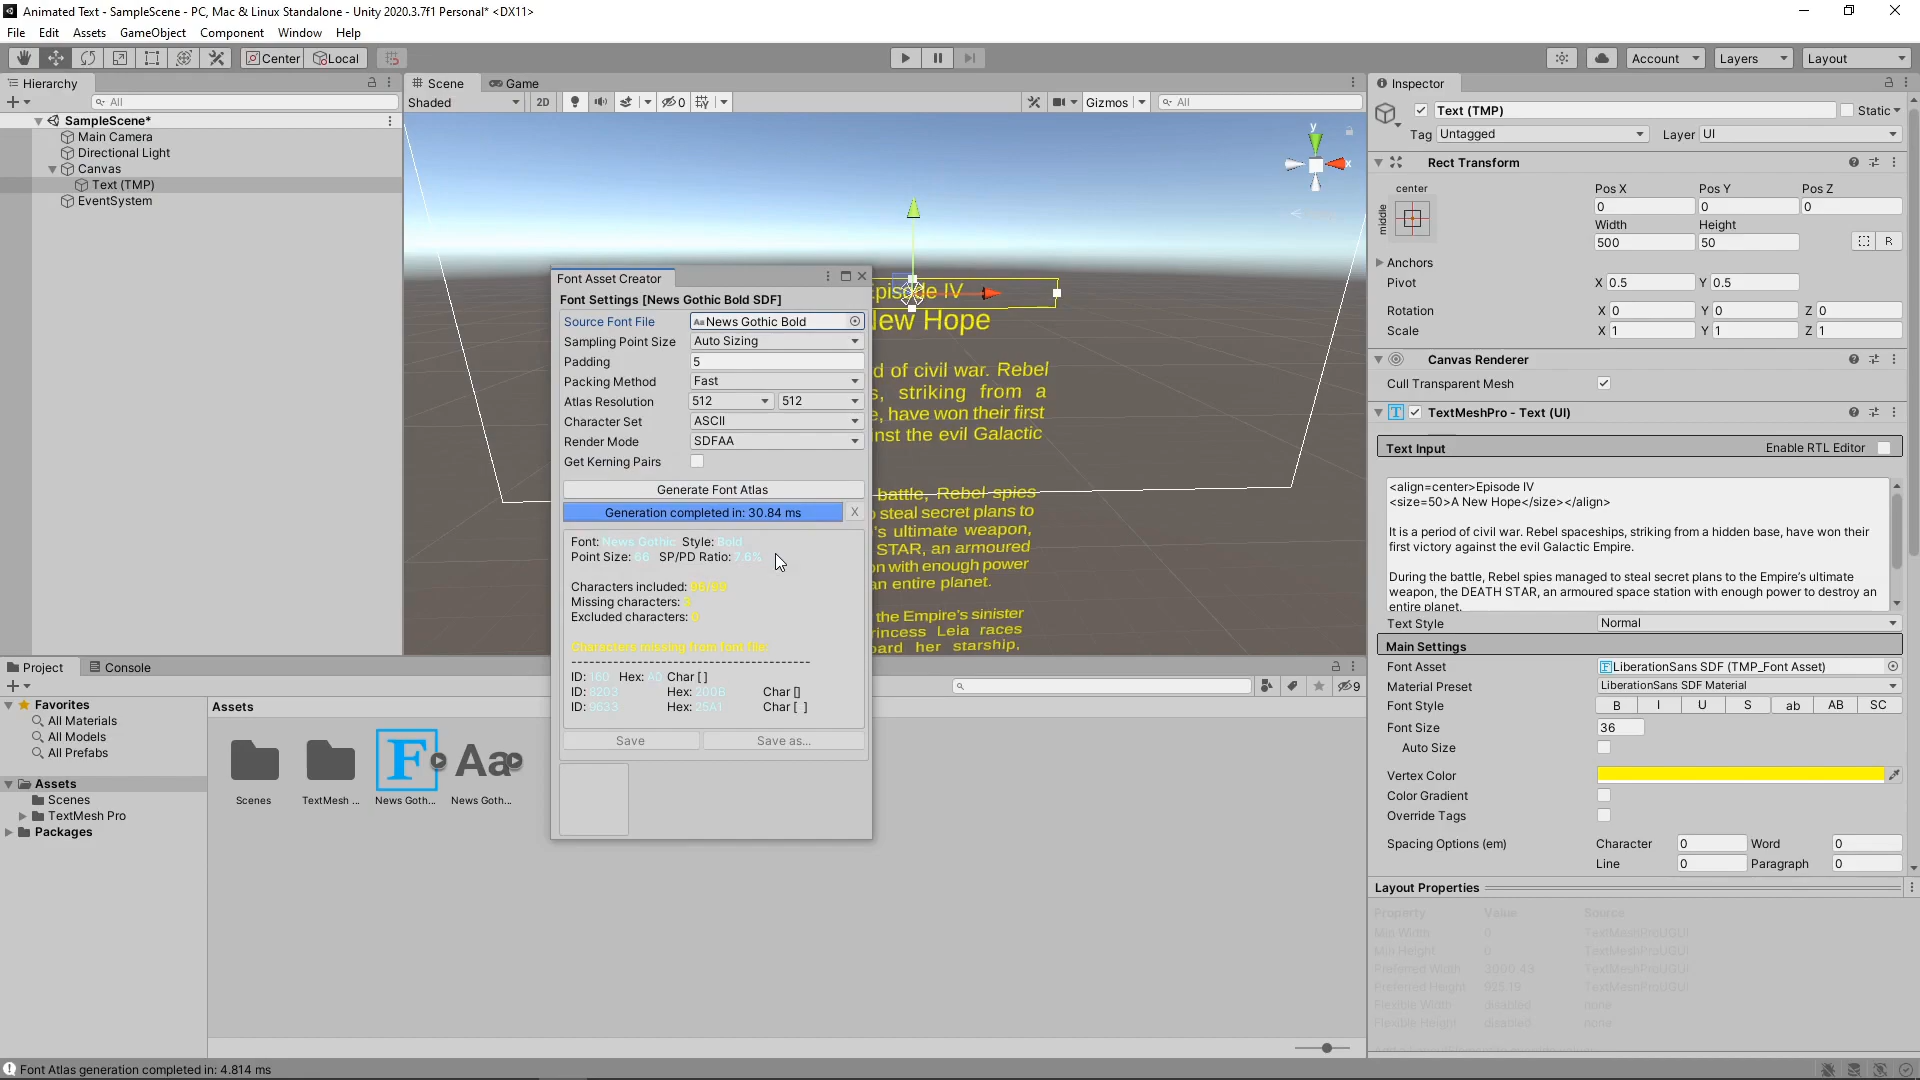 Animated Text - SampleScene - PC, Mac & Linux Standalone - Unity 2020.3.7f1 Personal* <DX11>
File Edit Assets GameObject Component Window Help
Center Local
Account Layers Layout
Hierarchy
All
SampleScene*
Main Camera
Directional Light
Canvas
Text (TMP)
EventSystem
Scene Game
Shaded 2D 0 Gizmos All
y
x
Episode IV
New Hope
d of civil war. Rebel
s, striking from a
e, have won their first
inst the evil Galactic
battle, Rebel spies
o steal secret plans to
's ultimate weapon,
STAR, an armoured
on with enough power
an entire planet.
the Empire's sinister
rincess Leia races
oard her starship,
Font Asset Creator
Font Settings [News Gothic Bold SDF]
Source Font File News Gothic Bold
Sampling Point Size Auto Sizing
Padding 5
Packing Method Fast
Atlas Resolution 512 512
Character Set ASCII
Render Mode SDFAA
Get Kerning Pairs
Generate Font Atlas
Generation completed in: 30.84 ms X
Font: News Gothic Style: Bold
Point Size: 66 SP/PD Ratio: 7.6%
Characters included:
Missing characters:
Excluded characters: 0
Characters missing from font file:
----------------------------------------
ID: 160 Hex: A0 Char [ ]
ID: 8203 Hex: 200B Char []
ID: 9633 Hex: 25A1 Char [ ]
Save Save as...
Project Console
9
Favorites
All Materials
All Models
All Prefabs
Assets
Scenes
TextMesh Pro
Packages
Assets
F Aa
Scenes TextMesh ... News Goth... News Goth...
Font Atlas generation completed in: 4.814 ms
Inspector
Text (TMP) Static
Tag Untagged Layer UI
Rect Transform
center
middle
Pos X Pos Y Pos Z
0 0 0
Width Height
500 50
R
Anchors
Pivot X 0.5 Y 0.5
Rotation X 0 Y 0 Z 0
Scale X 1 Y 1 Z 1
Canvas Renderer
Cull Transparent Mesh
TextMeshPro - Text (UI)
Text Input Enable RTL Editor
<align=center>Episode IV
<size=50>A New Hope</size></align>
It is a period of civil war. Rebel spaceships, striking from a hidden base, have won their
first victory against the evil Galactic Empire.
During the battle, Rebel spies managed to steal secret plans to the Empire's ultimate
weapon, the DEATH STAR, an armoured space station with enough power to destroy an
entire planet.
Text Style Normal
Main Settings
Font Asset LiberationSans SDF (TMP_Font Asset)
Material Preset LiberationSans SDF Material
Font Style B I U S ab AB SC
Font Size 36
Auto Size
Vertex Color
Color Gradient
Override Tags
Spacing Options (em) Character 0 Word 0
Line 0 Paragraph 0
Layout Properties
Property Value Source
Min Width 0 TextMeshProUGUI
Min Height 0 TextMeshProUGUI
Preferred Width 3000.43 TextMeshProUGUI
Preferred Height 925.19 TextMeshProUGUI
Flexible Width disabled none
Flexible Height disabled none